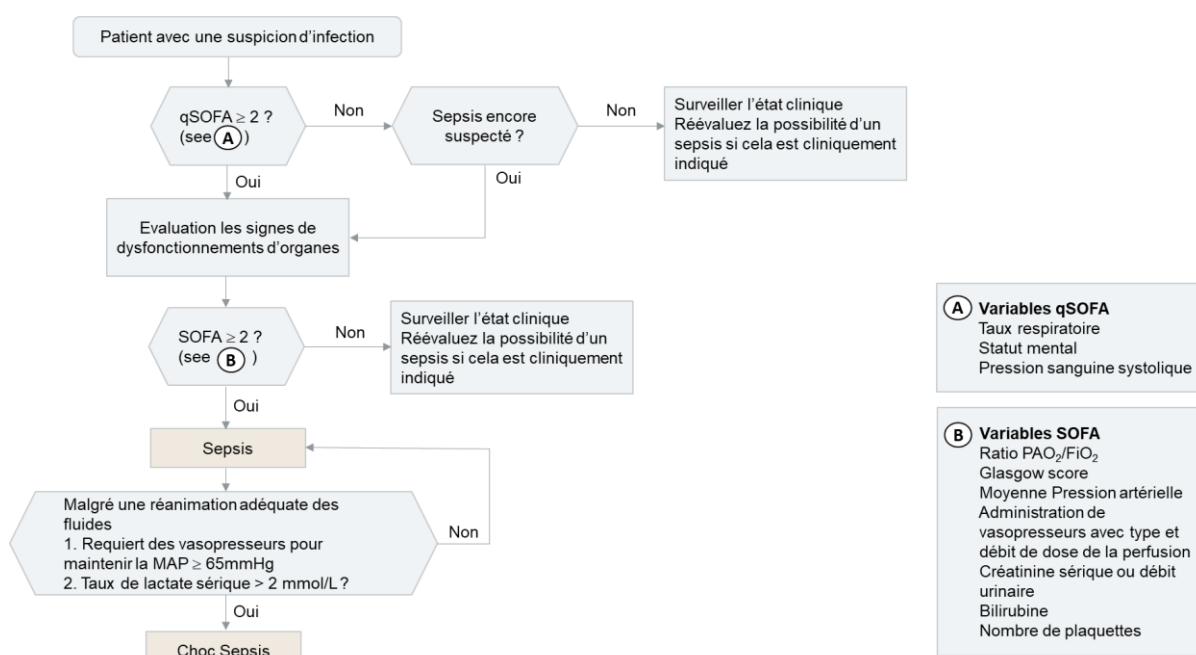 Patient avec une suspicion d'infection
qSOFA ≥ 2 ?
(see A )
Non
Sepsis encore
suspecté ?
Non
Surveiller l'état clinique
Réévaluez la possibilité d'un
sepsis si cela est cliniquement
indiqué
Oui
Oui
Evaluation les signes de
dysfonctionnements d'organes
SOFA ≥ 2 ?
(see B )
Non
Surveiller l'état clinique
Réévaluez la possibilité d'un
sepsis si cela est cliniquement
indiqué
Oui
Sepsis
Malgré une réanimation adéquate des
fluides
1. Requiert des vasopresseurs pour
maintenir la MAP ≥ 65mmHg
2. Taux de lactate sérique > 2 mmol/L ?
Non
Oui
Choc Sepsis
A Variables qSOFA
Taux respiratoire
Statut mental
Pression sanguine systolique
B Variables SOFA
Ratio PAO₂/FiO₂
Glasgow score
Moyenne Pression artérielle
Administration de
vasopresseurs avec type et
débit de dose de la perfusion
Créatinine sérique ou débit
urinaire
Bilirubine
Nombre de plaquettes